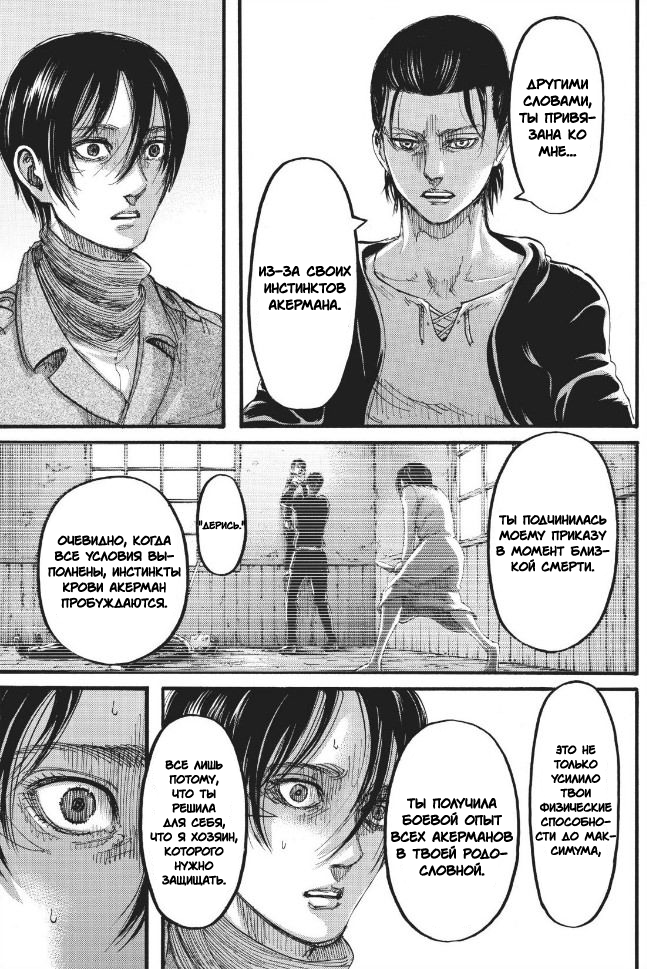 ДРУГИМИ
СЛОВАМИ,
ТЫ ПРИВЯ-
ЗАНА КО
МНЕ...
ИЗ-ЗА СВОИХ
ИНСТИНКТОВ
АКЕРМАНА.
ТЫ ПОДЧИНИЛАСЬ
МОЕМУ ПРИКАЗУ
В МОМЕНТ БЛИЗ-
КОЙ СМЕРТИ.
"ДЕРИСЬ."
ОЧЕВИДНО, КОГДА
ВСЕ УСЛОВИЯ ВЫ-
ПОЛНЕНЫ, ИНСТИНКТЫ
КРОВИ АКЕРМАН
ПРОБУЖДАЮТСЯ.
ЭТО НЕ
ТОЛЬКО
УСИЛИЛО
ТВОИ
ФИЗИЧЕСКИЕ
СПОСОБНО-
СТИ ДО МАК-
СИМУМА,
ТЫ ПОЛУЧИЛА
БОЕВОЙ ОПЫТ
ВСЕХ АКЕРМАНОВ
В ТВОЕЙ РОДО-
СЛОВНОЙ.
ВСЕ ЛИШЬ
ПОТОМУ,
ЧТО ТЫ
РЕШИЛА
ДЛЯ СЕБЯ,
ЧТО Я ХОЗЯИН,
КОТОРОГО
НУЖНО
ЗАЩИЩАТЬ.